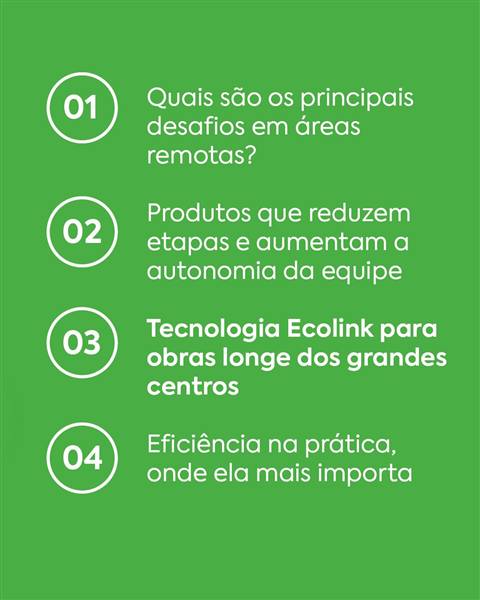 01
Quais são os principais
desafios em áreas
remotas?
02
Produtos que reduzem
etapas e aumentam a
autonomia da equipe
03
Tecnologia Ecolink para
obras longe dos grandes
centros
04
Eficiência na prática,
onde ela mais importa